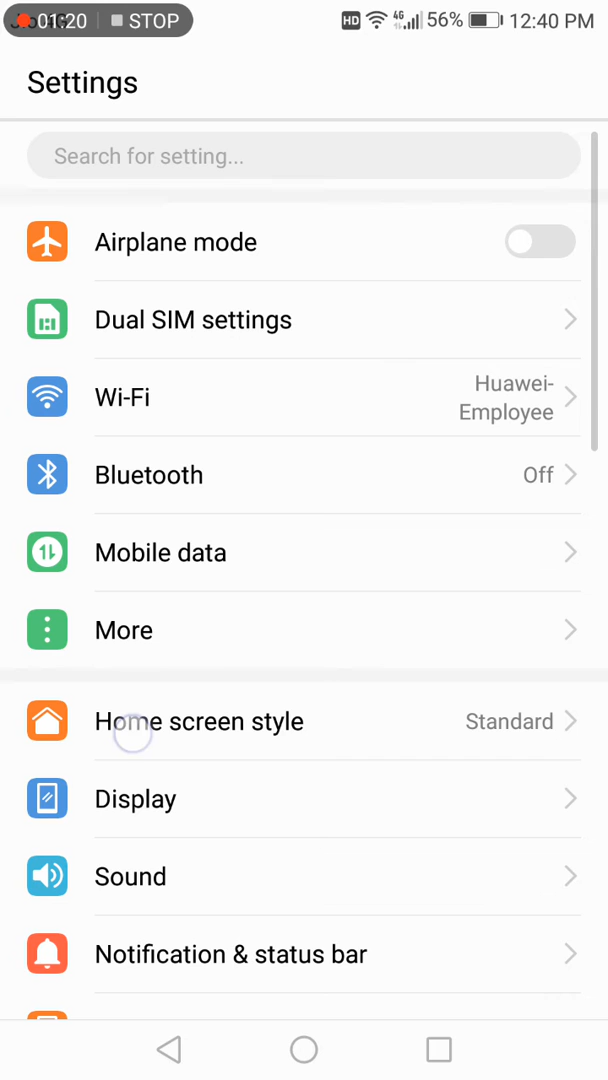 01:20 STOP HD 4G 56% 12:40 PM
Settings
Search for setting...
Airplane mode
Dual SIM settings
Wi-Fi Huawei-
Employee
Bluetooth Off
Mobile data
More
Home screen style Standard
Display
Sound
Notification & status bar